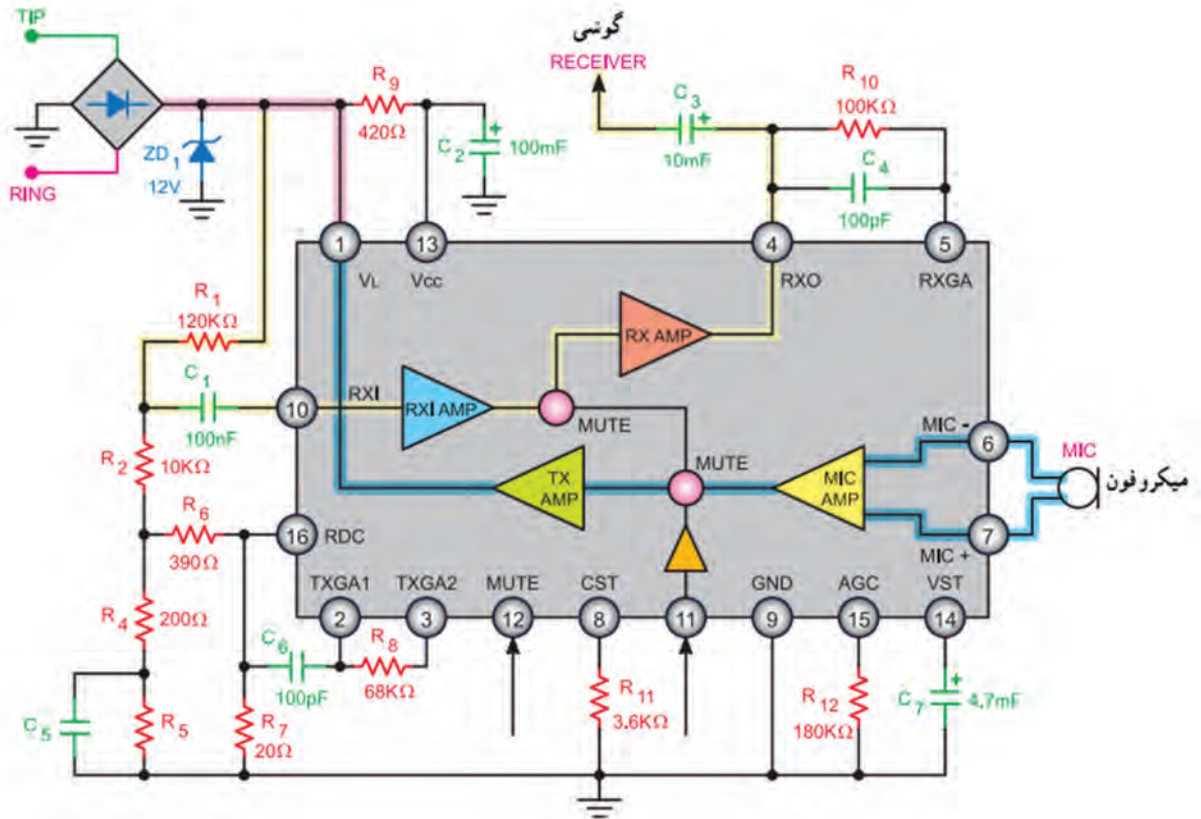 TIP
گوشی
RECEIVER
R10
100KΩ
R9
420Ω
C3
10mF
C2
100mF
C4
100pF
ZD1
12V
RING
1
13
4
5
VL
VCC
RXO
RXGA
R1
120KΩ
RX AMP
C1
100nF
10
RXI
RXI AMP
MUTE
MIC -
6
R2
10KΩ
MUTE
MIC
میکروفون
TX
AMP
MIC
AMP
R6
390Ω
16
RDC
7
MIC +
TXGA1
TXGA2
MUTE
CST
GND
AGC
VST
2
3
12
8
11
9
15
14
R4
200Ω
C6
100pF
R8
68KΩ
R11
3.6KΩ
R12
180KΩ
C7
4.7mF
C5
R5
R7
20Ω